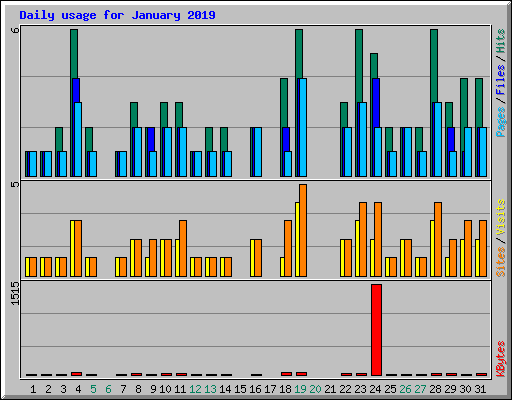 Daily usage for January 2019
6
Pages / Files / Hits
5
Sites / Visits
1515
KBytes
1 2 3 4 5 6 7 8 9 10 11 12 13 14 15 16 17 18 19 20 21 22 23 24 25 26 27 28 29 30 31